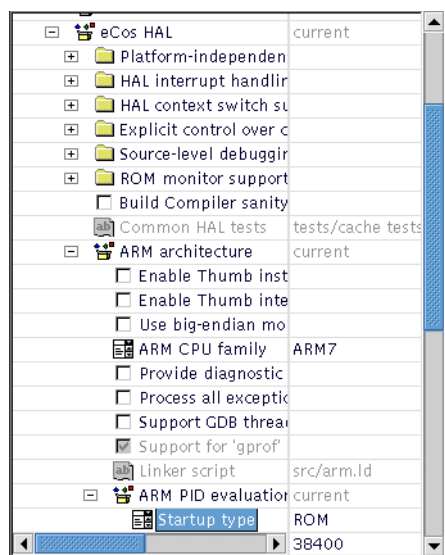 eCos HAL current
Platform-independen
HAL interrupt handlin
HAL context switch su
Explicit control over c
Source-level debuggin
ROM monitor support
Build Compiler sanity
Common HAL tests tests/cache tests
ARM architecture current
Enable Thumb inst
Enable Thumb inte
Use big-endian mo
ARM CPU family ARM7
Provide diagnostic
Process all exceptio
Support GDB threa
Support for 'gprof'
Linker script src/arm.ld
ARM PID evaluation current
Startup type ROM
38400